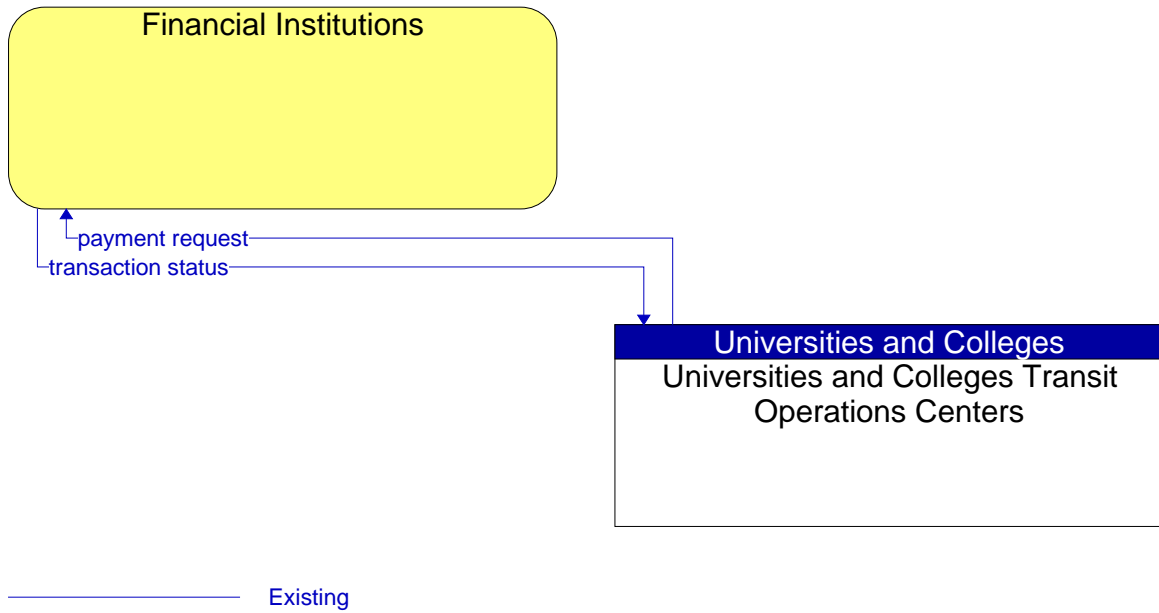 Financial Institutions
payment request
transaction status
Universities and Colleges
Universities and Colleges Transit
Operations Centers
Existing